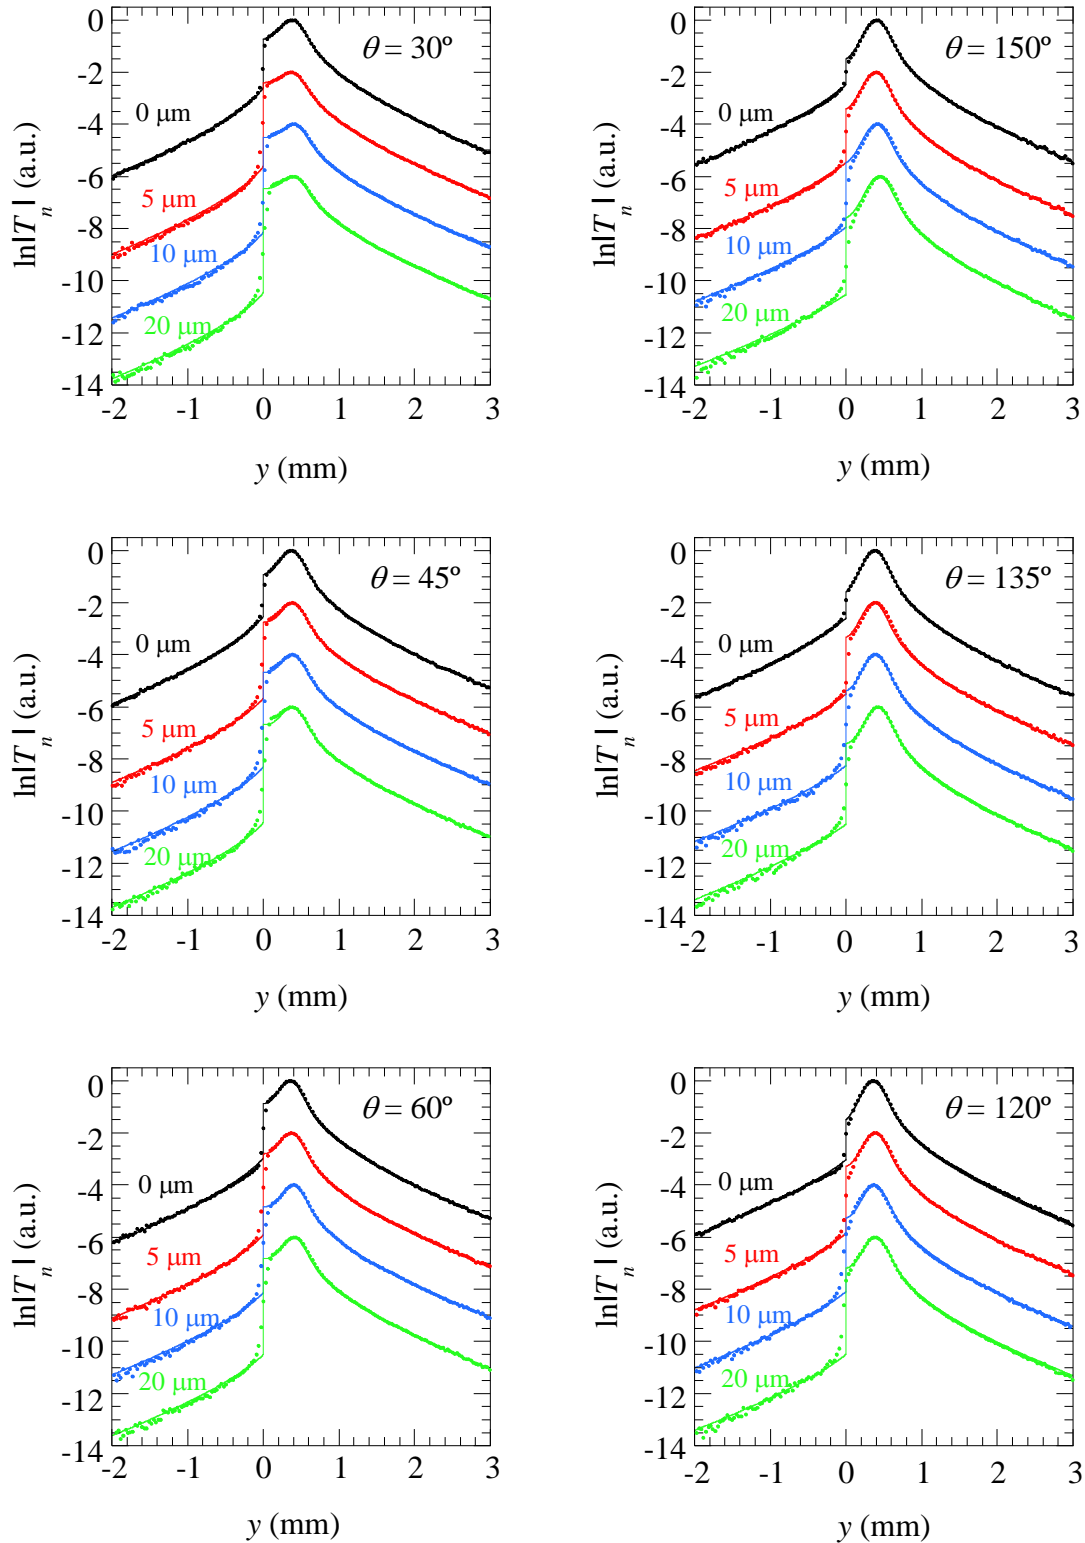 θ = 30º
ln|Tn| (a.u.)
0
-2
-4
-6
-8
-10
-12
-14
0 µm
5 µm
10 µm
20 µm
-2 -1 0 1 2 3
y (mm)
θ = 150º
ln|Tn| (a.u.)
0
-2
-4
-6
-8
-10
-12
-14
0 µm
5 µm
10 µm
20 µm
-2 -1 0 1 2 3
y (mm)
θ = 45º
ln|Tn| (a.u.)
0
-2
-4
-6
-8
-10
-12
-14
0 µm
5 µm
10 µm
20 µm
-2 -1 0 1 2 3
y (mm)
θ = 135º
ln|Tn| (a.u.)
0
-2
-4
-6
-8
-10
-12
-14
0 µm
5 µm
10 µm
20 µm
-2 -1 0 1 2 3
y (mm)
θ = 60º
ln|Tn| (a.u.)
0
-2
-4
-6
-8
-10
-12
-14
0 µm
5 µm
10 µm
20 µm
-2 -1 0 1 2 3
y (mm)
θ = 120º
ln|Tn| (a.u.)
0
-2
-4
-6
-8
-10
-12
-14
0 µm
5 µm
10 µm
20 µm
-2 -1 0 1 2 3
y (mm)